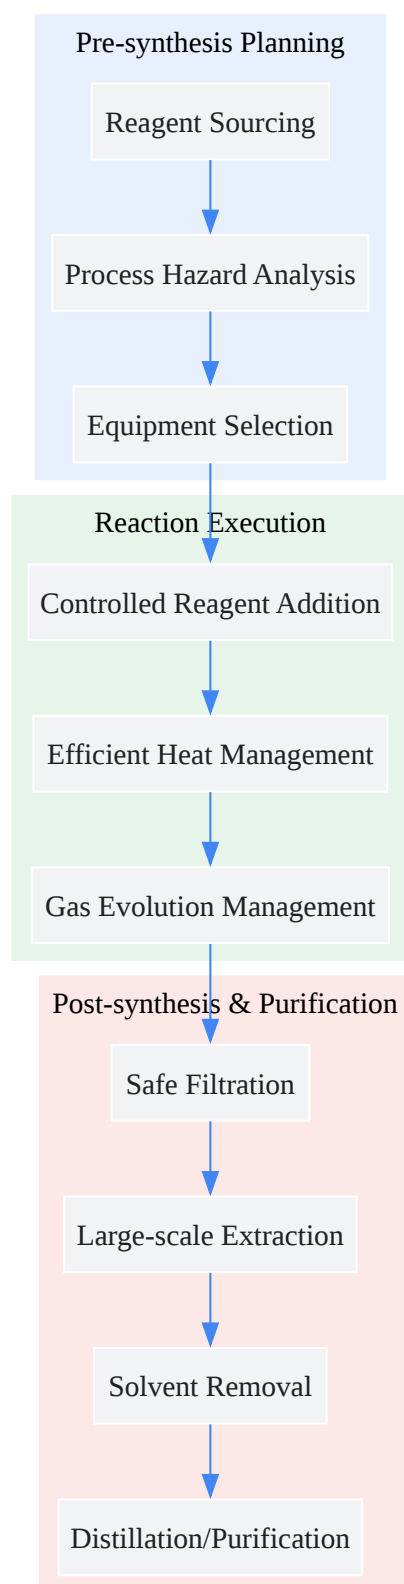 Pre-synthesis Planning
Reagent Sourcing
Process Hazard Analysis
Equipment Selection
Reaction Execution
Controlled Reagent Addition
Efficient Heat Management
Gas Evolution Management
Post-synthesis & Purification
Safe Filtration
Large-scale Extraction
Solvent Removal
Distillation/Purification